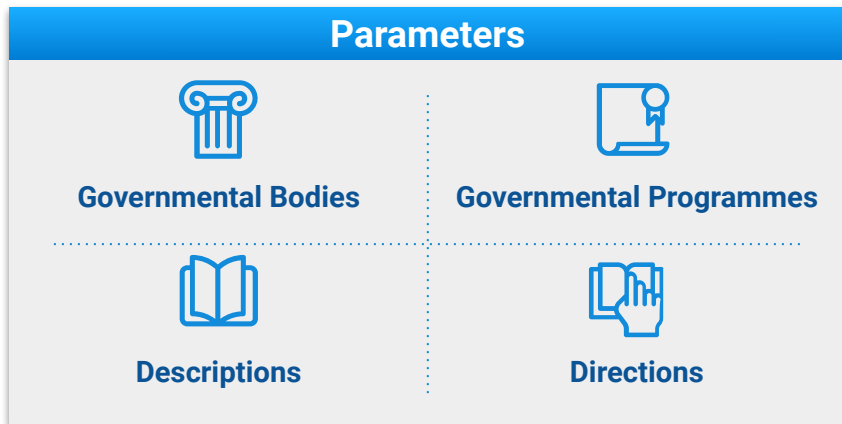 Parameters
Governmental Bodies
Governmental Programmes
Descriptions
Directions